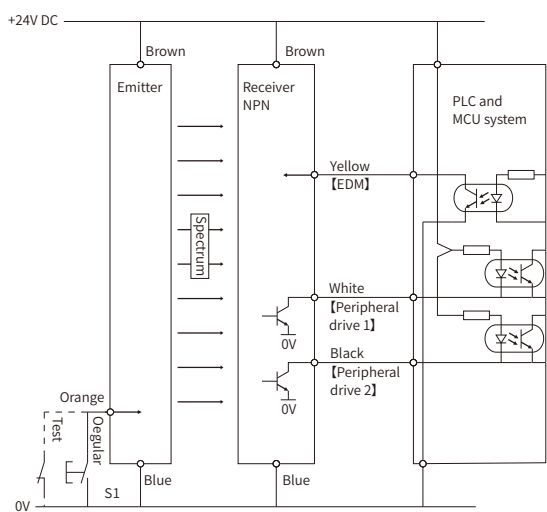 +24V DC
Brown
Brown
Emitter
Receiver
NPN
PLC and
MCU system
Yellow
【EDM】
Spectrum
White
【Peripheral
drive 1】
0V
Black
【Peripheral
drive 2】
0V
Orange
Test
Oegular
S1
Blue
Blue
0V